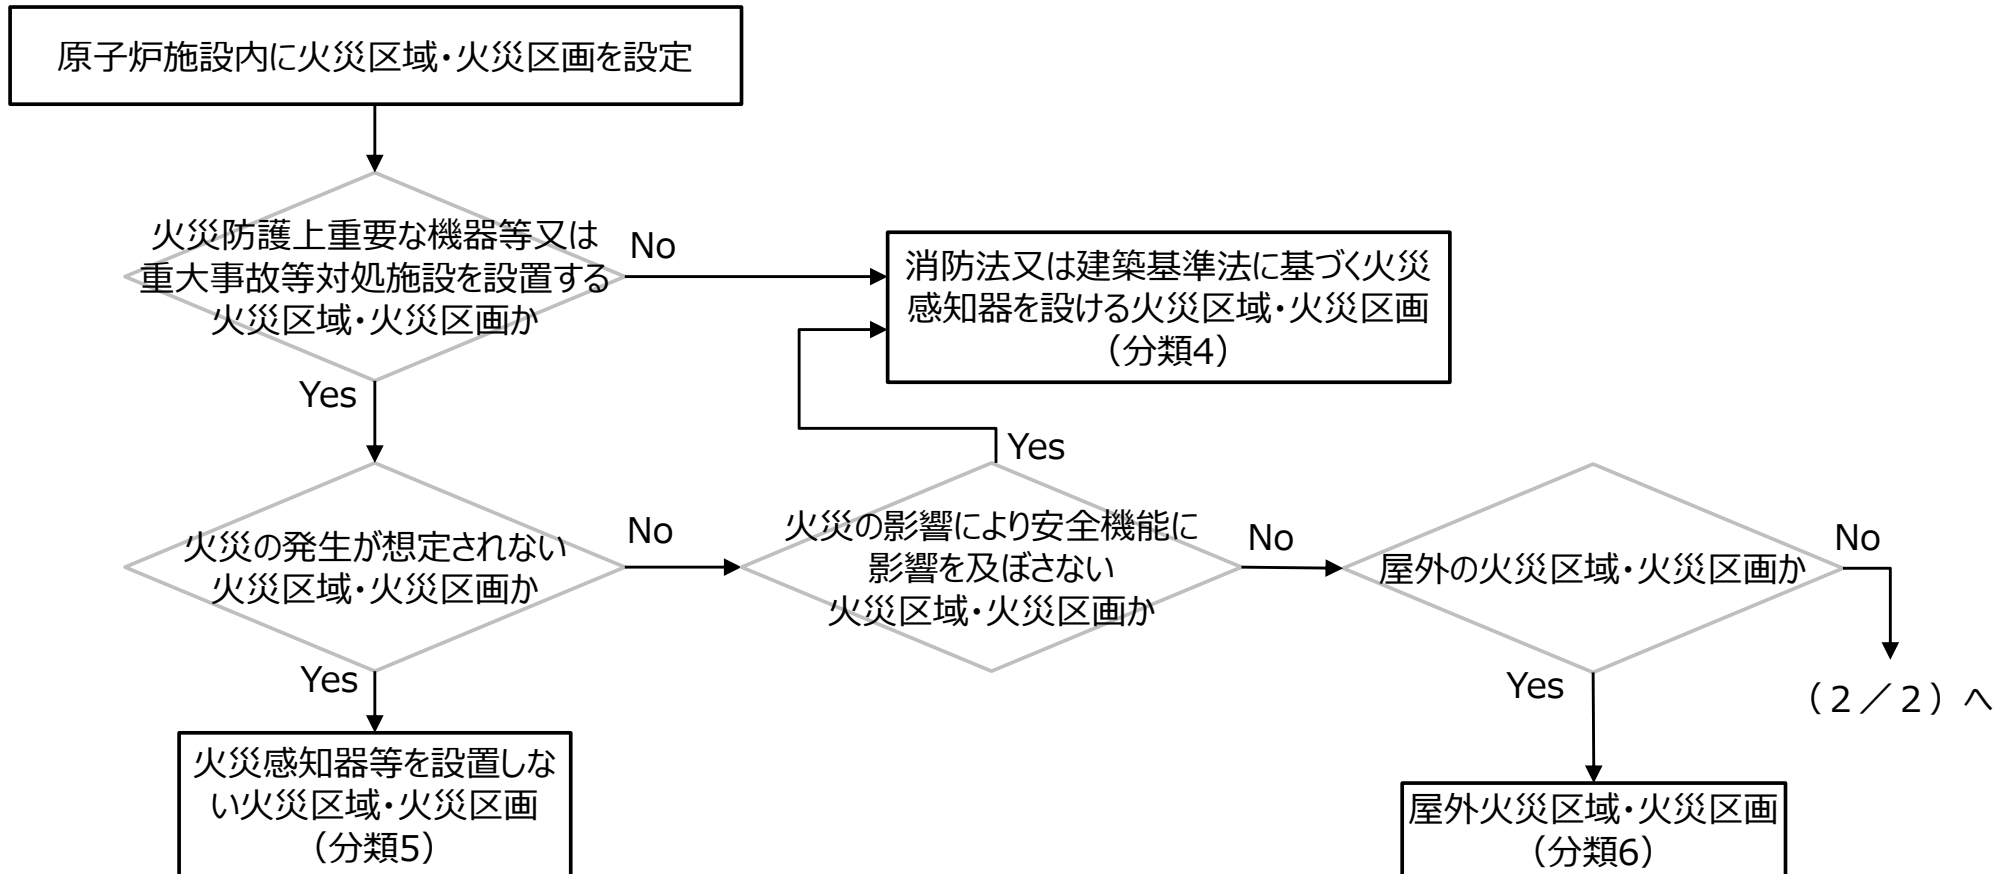 原子炉施設内に火災区域・火災区画を設定
火災防護上重要な機器等又は
重大事故等対処施設を設置する
火災区域・火災区画か
No
消防法又は建築基準法に基づく火災
感知器を設ける火災区域・火災区画
（分類4）
Yes
Yes
火災の発生が想定されない
火災区域・火災区画か
No
火災の影響により安全機能に
影響を及ぼさない
火災区域・火災区画か
No
屋外の火災区域・火災区画か
No
Yes
Yes
（２／２）へ
火災感知器等を設置しな
い火災区域・火災区画
（分類5）
屋外火災区域・火災区画
（分類6）